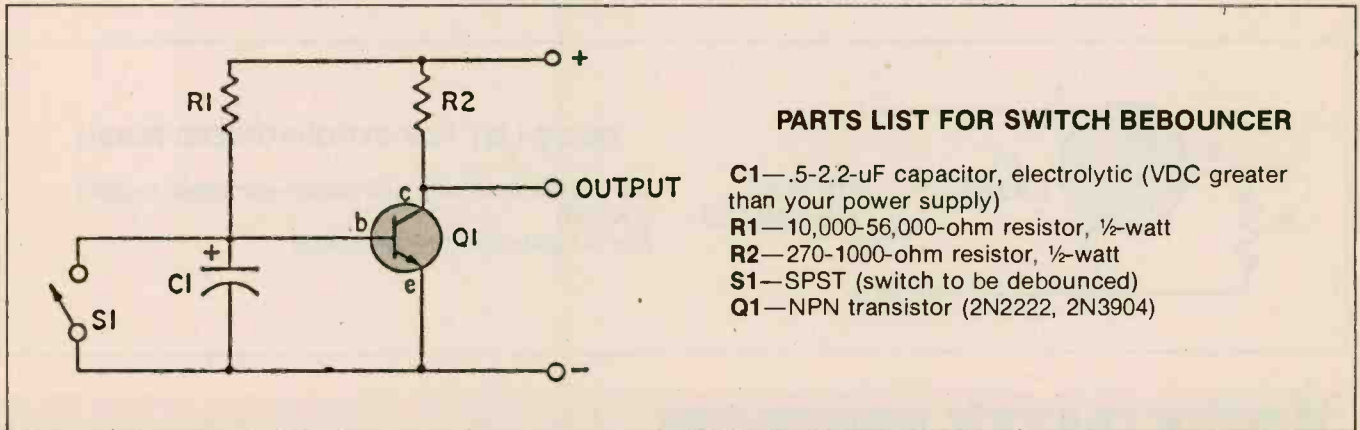 +
R1
R2
PARTS LIST FOR SWITCH BEBOUNCER
C1—.5-2.2-uF capacitor, electrolytic (VDC greater
than your power supply)
R1—10,000-56,000-ohm resistor, ½-watt
R2—270-1000-ohm resistor, ½-watt
S1—SPST (switch to be debounced)
Q1—NPN transistor (2N2222, 2N3904)
c
OUTPUT
b
Q1
+
C1
e
S1
−